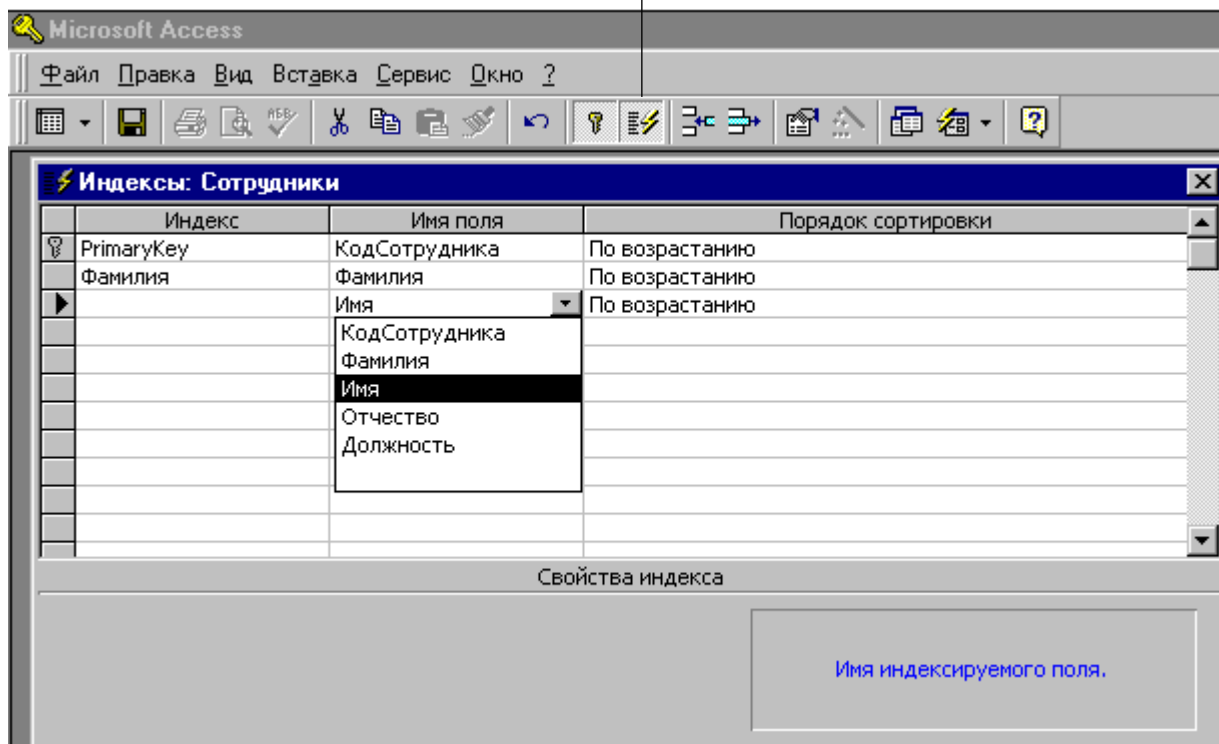 Microsoft Access
Файл Правка Вид Вставка Сервис Окно ?
АБВ
Индексы: Сотрудники
Индекс Имя поля Порядок сортировки
PrimaryKey КодСотрудника По возрастанию
Фамилия Фамилия По возрастанию
Имя По возрастанию
КодСотрудника
Фамилия
Имя
Отчество
Должность
Свойства индекса
Имя индексируемого поля.